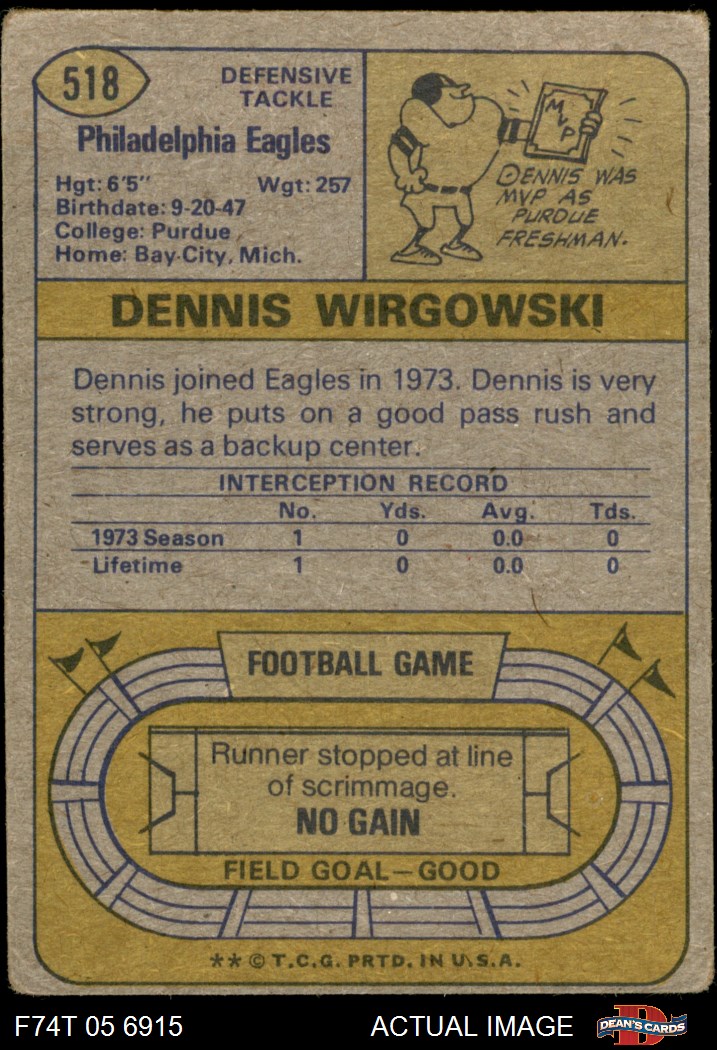 518
DEFENSIVE
TACKLE
Philadelphia Eagles
Hgt: 6'5" Wgt: 257
Birthdate: 9-20-47
College: Purdue
Home: Bay City, Mich.
MVP
DENNIS WAS
MVP AS
PURDUE
FRESHMAN.
DENNIS WIRGOWSKI
Dennis joined Eagles in 1973. Dennis is very
strong, he puts on a good pass rush and
serves as a backup center.
INTERCEPTION RECORD
No. Yds. Avg. Tds.
1973 Season 1 0 0.0 0
Lifetime 1 0 0.0 0
FOOTBALL GAME
Runner stopped at line
of scrimmage.
NO GAIN
FIELD GOAL—GOOD
** © T.C.G. PRTD. IN U.S.A.
F74T 05 6915 ACTUAL IMAGE D DEAN'S CARDS